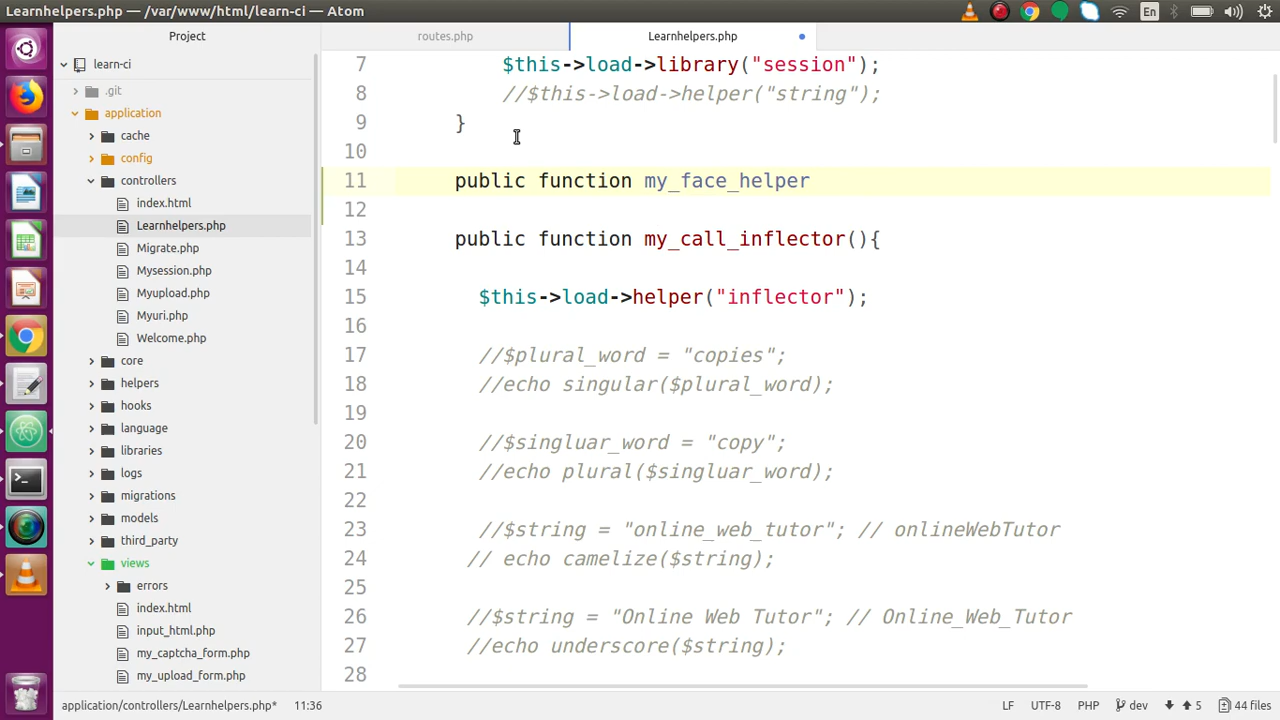 Learnhelpers.php — /var/www/html/learn-ci — Atom
En
Project
routes.php
Learnhelpers.php
learn-ci
.git
application
cache
config
controllers
index.html
Learnhelpers.php
Migrate.php
Mysession.php
Myupload.php
Myuri.php
Welcome.php
core
helpers
hooks
language
libraries
logs
migrations
models
third_party
views
errors
index.html
input_html.php
my_captcha_form.php
my_upload_form.php
7 $this->load->library("session");
8 //$this->load->helper("string");
9 }
10
11 public function my_face_helper
12
13 public function my_call_inflector(){
14
15 $this->load->helper("inflector");
16
17 //$plural_word = "copies";
18 //echo singular($plural_word);
19
20 //$singluar_word = "copy";
21 //echo plural($singluar_word);
22
23 //$string = "online_web_tutor"; // onlineWebTutor
24 // echo camelize($string);
25
26 //$string = "Online Web Tutor"; // Online_Web_Tutor
27 //echo underscore($string);
28
application/controllers/Learnhelpers.php* 11:36 LF UTF-8 PHP dev 5 44 files